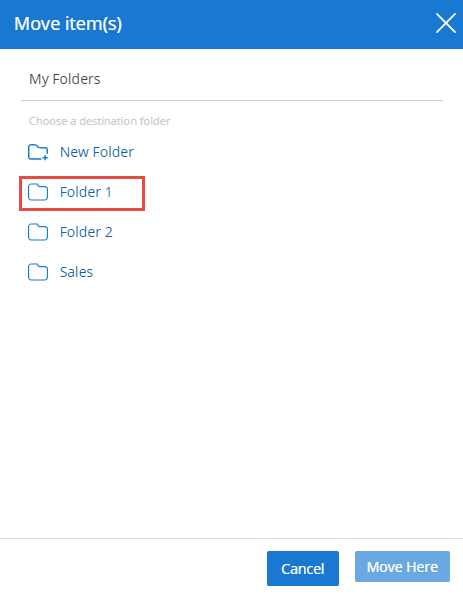 Move item(s)
My Folders
Choose a destination folder
New Folder
Folder 1
Folder 2
Sales
Cancel
Move Here